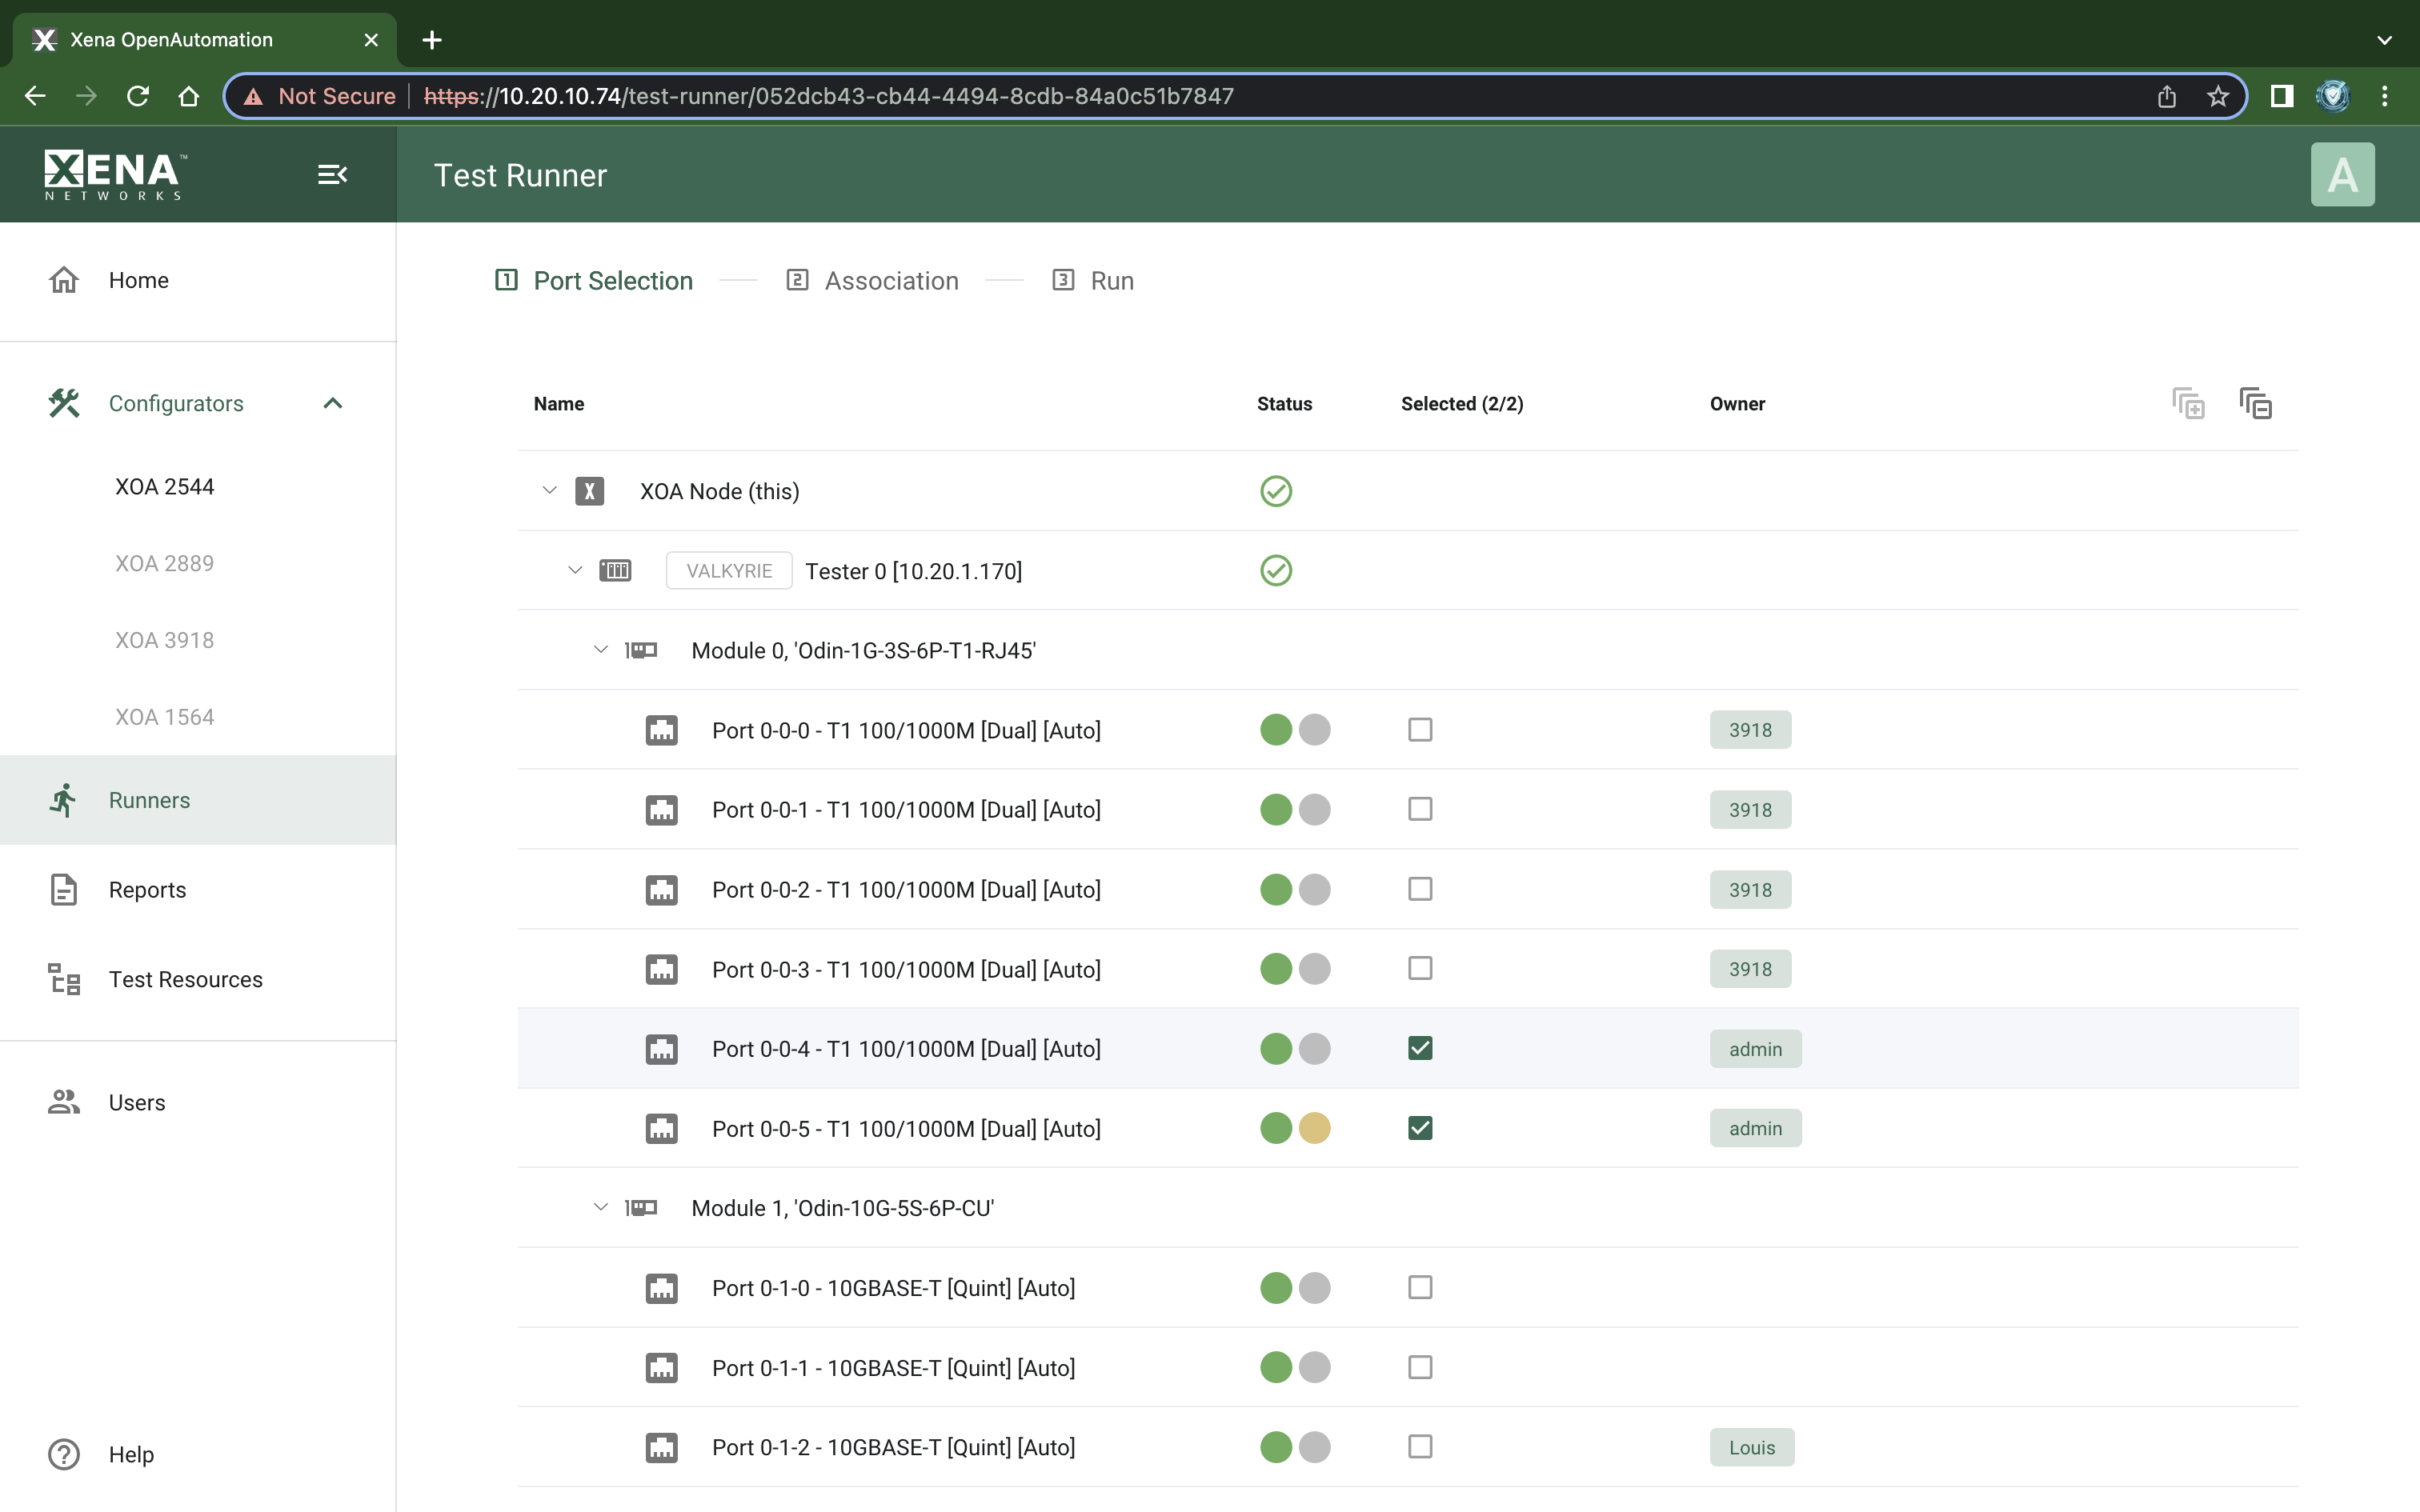 Xena OpenAutomation
Not Secure https://10.20.10.74/test-runner/052dcb43-cb44-4494-8cdb-84a0c51b7847
XENA™
NETWORKS
Test Runner
A
Home
Configurators
XOA 2544
XOA 2889
XOA 3918
XOA 1564
Runners
Reports
Test Resources
Users
Help
1 Port Selection 2 Association 3 Run
Name Status Selected (2/2) Owner
X XOA Node (this)
VALKYRIE Tester 0 [10.20.1.170]
Module 0, 'Odin-1G-3S-6P-T1-RJ45'
Port 0-0-0 - T1 100/1000M [Dual] [Auto] 3918
Port 0-0-1 - T1 100/1000M [Dual] [Auto] 3918
Port 0-0-2 - T1 100/1000M [Dual] [Auto] 3918
Port 0-0-3 - T1 100/1000M [Dual] [Auto] 3918
Port 0-0-4 - T1 100/1000M [Dual] [Auto] admin
Port 0-0-5 - T1 100/1000M [Dual] [Auto] admin
Module 1, 'Odin-10G-5S-6P-CU'
Port 0-1-0 - 10GBASE-T [Quint] [Auto]
Port 0-1-1 - 10GBASE-T [Quint] [Auto]
Port 0-1-2 - 10GBASE-T [Quint] [Auto] Louis